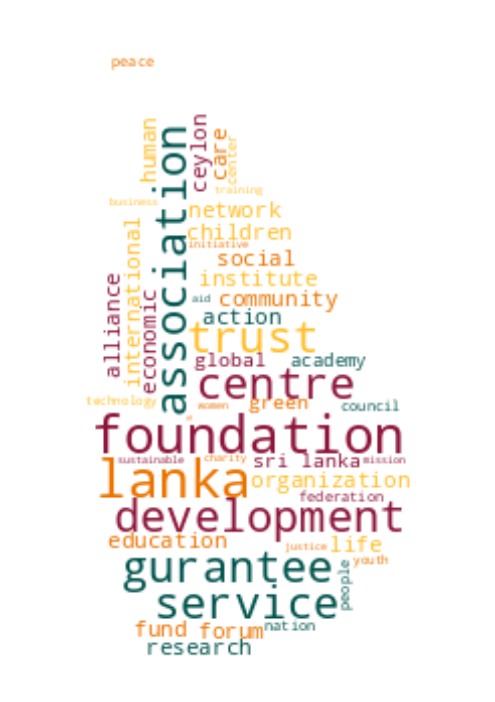 peace
human
association
ceylon
care
center
training
business
network
children
initiative
international
social
institute
alliance
economic
aid
community
action
trust
global
academy
centre
technology
women
green
council
e
foundation
sustainable
charity
sri lanka
mission
lanka
organization
federation
development
education
justice
life
youth
gurantee
people
service
fund
forum
nation
research